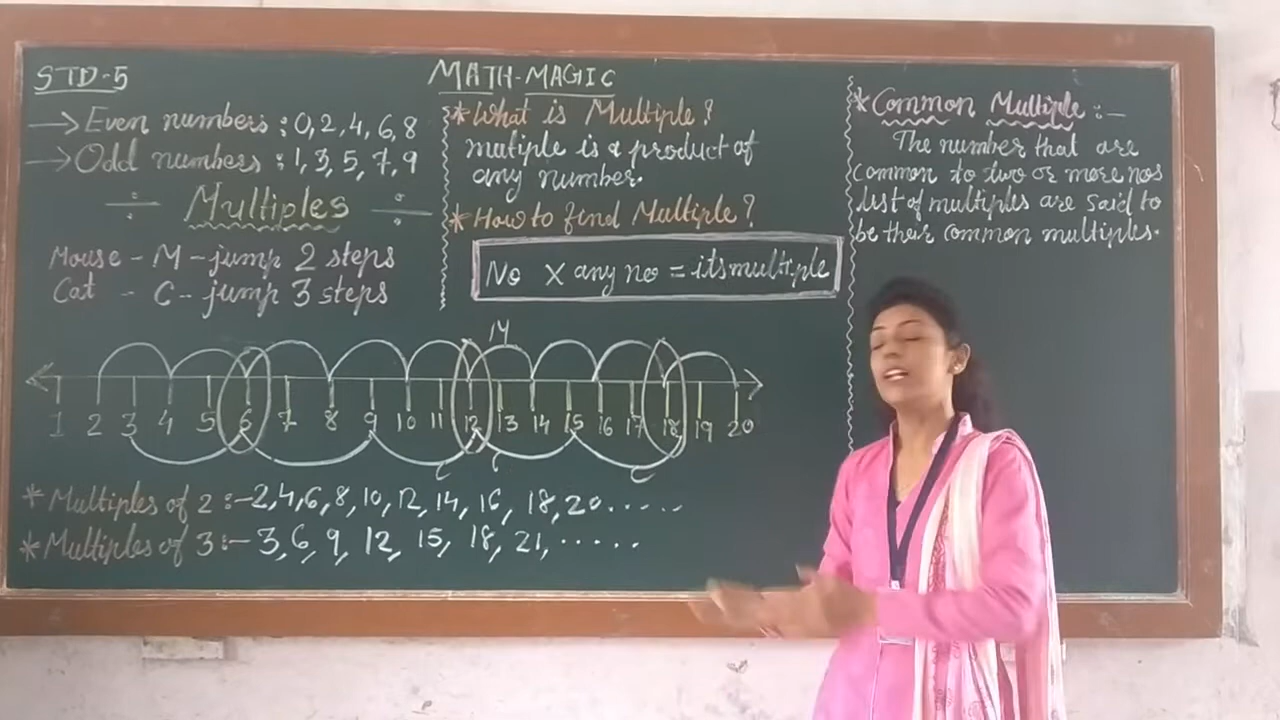 STD-5
MATH-MAGIC
→ Even numbers : 0, 2, 4, 6, 8
→ Odd numbers : 1, 3, 5, 7, 9
÷ Multiples ÷
Mouse - M - jump 2 steps
Cat - C - jump 3 steps
* What is Multiple?
mutiple is a product of
any number.
* How to find Multiple?
No X any no = its multiple
* Common Multiple :-
The number that are
common to two or more nos
list of multiples are said to
be their common multiples.
14
1 2 3 4 5 6 7 8 9 10 11 12 13 14 15 16 17 18 19 20
C C C
* Multiples of 2 :- 2, 4, 6, 8, 10, 12, 14, 16, 18, 20.....
* Multiples of 3 :- 3, 6, 9, 12, 15, 18, 21, .....